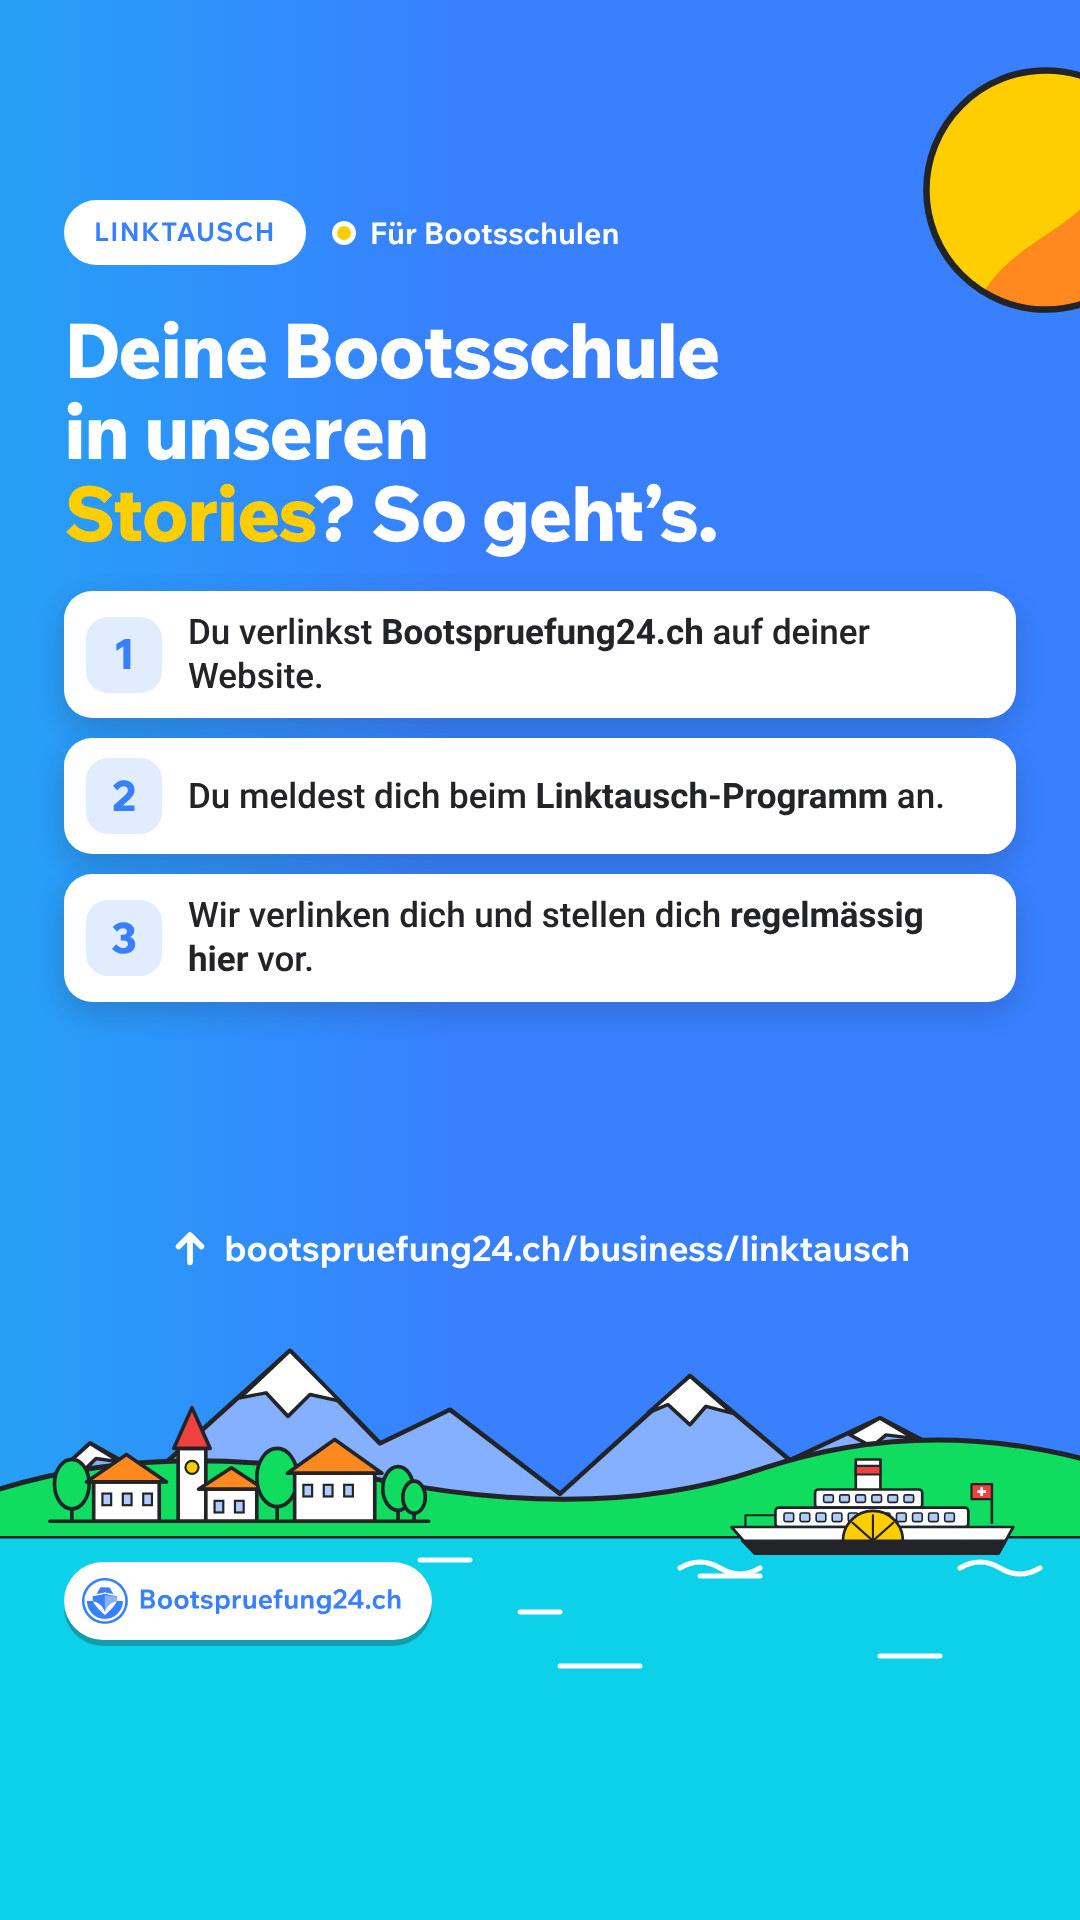 LINKTAUSCH
Für Bootsschulen
Deine Bootsschule
in unseren
Stories? So geht’s.
1
Du verlinkst Bootspruefung24.ch auf deiner
Website.
2
Du meldest dich beim Linktausch-Programm an.
3
Wir verlinken dich und stellen dich regelmässig
hier vor.
bootspruefung24.ch/business/linktausch
Bootspruefung24.ch